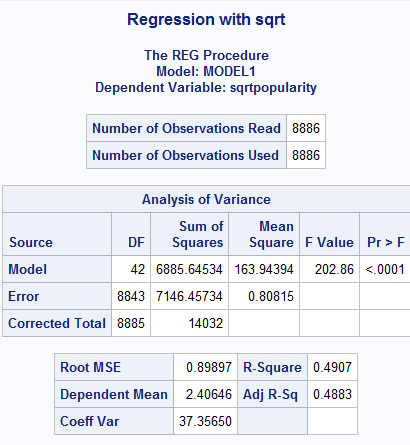 Regression with sqrt
The REG Procedure
Model: MODEL1
Dependent Variable: sqrtpopularity
Number of Observations Read 8886
Number of Observations Used 8886
Analysis of Variance
Source DF Sum of Squares Mean Square F Value Pr > F
Model 42 6885.64534 163.94394 202.86 <.0001
Error 8843 7146.45734 0.80815
Corrected Total 8885 14032
Root MSE 0.89897 R-Square 0.4907
Dependent Mean 2.40646 Adj R-Sq 0.4883
Coeff Var 37.35650